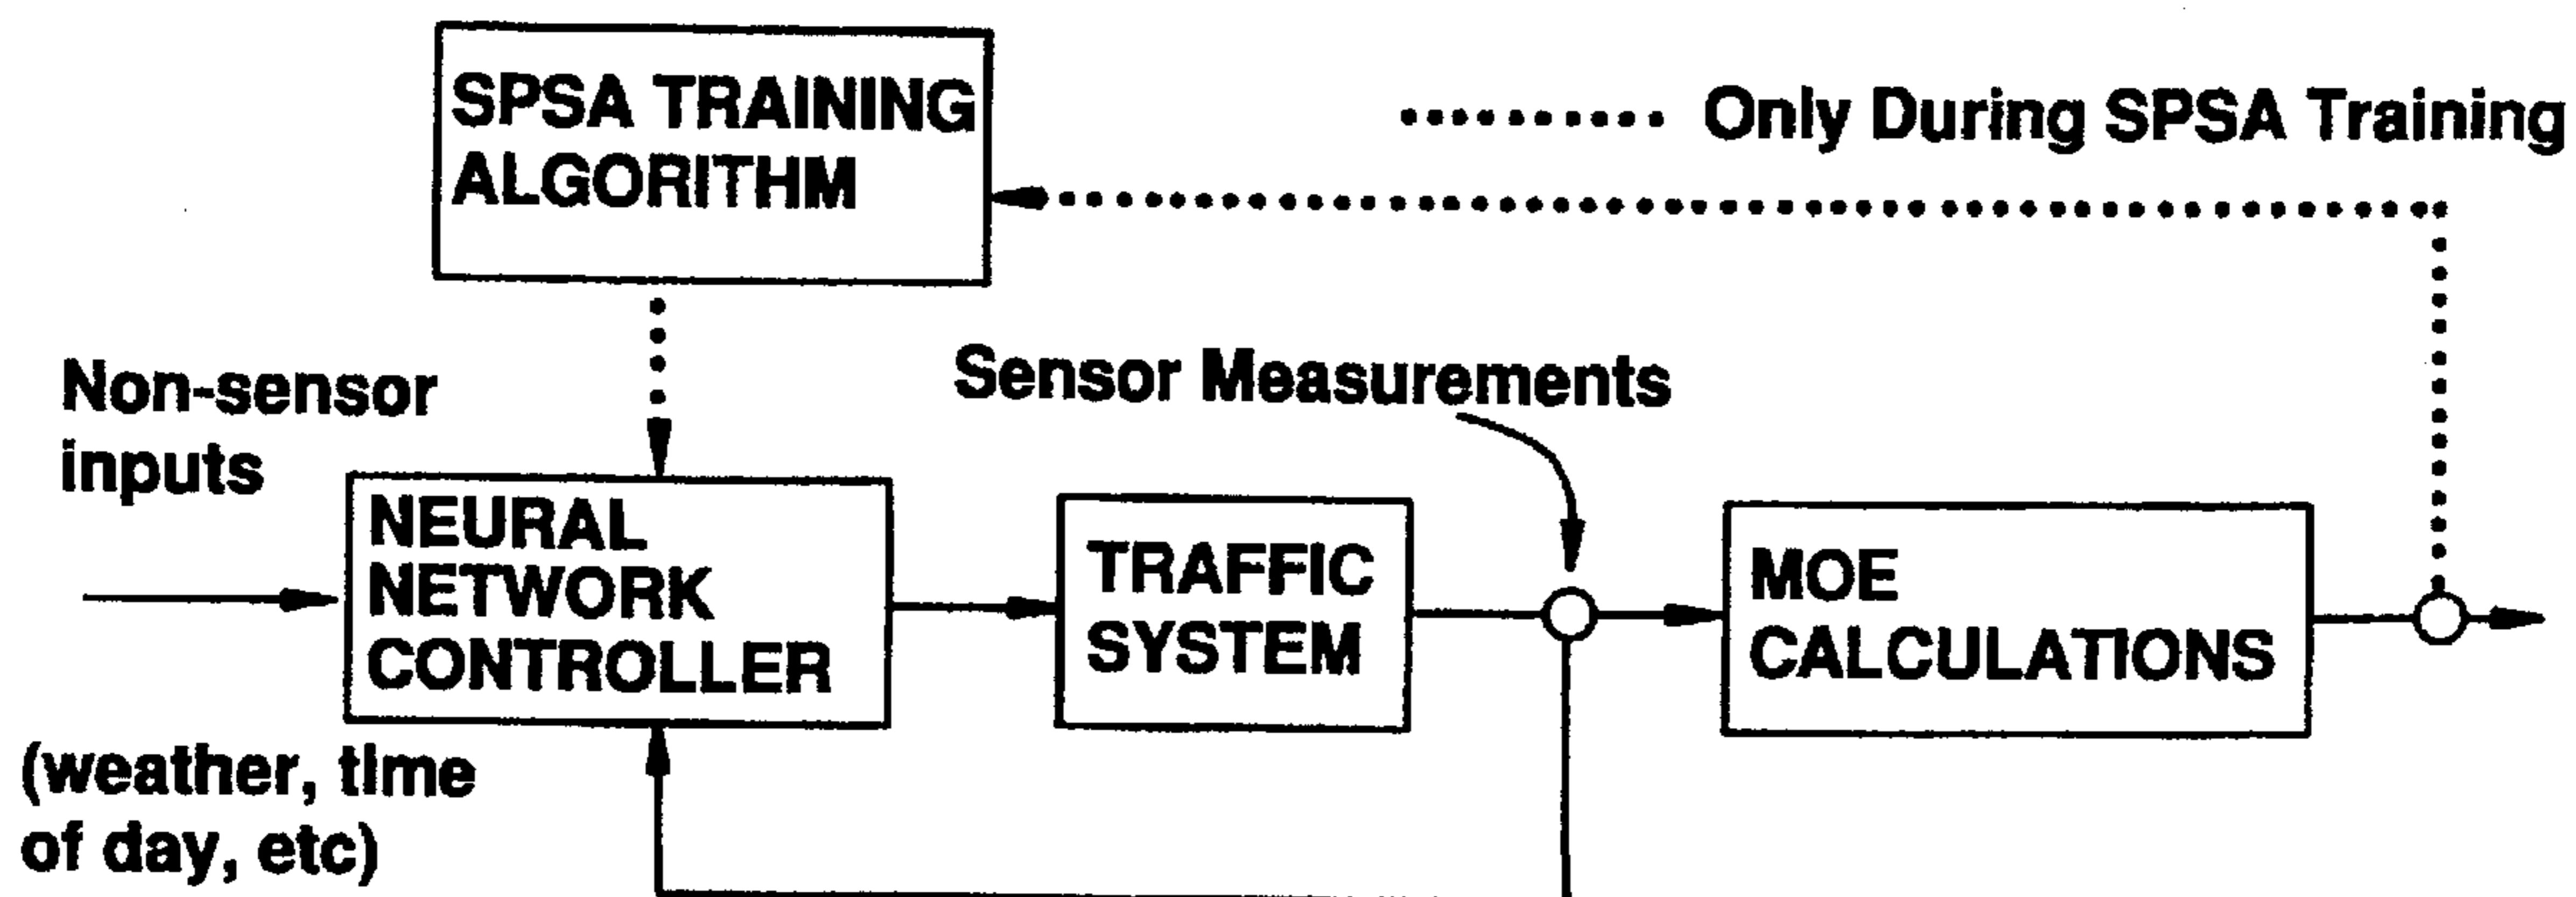 SPSA TRAINING
ALGORITHM
Only During SPSA Training
Non-sensor
inputs
Sensor Measurements
NEURAL
NETWORK
CONTROLLER
TRAFFIC
SYSTEM
MOE
CALCULATIONS
(weather, time
of day, etc)